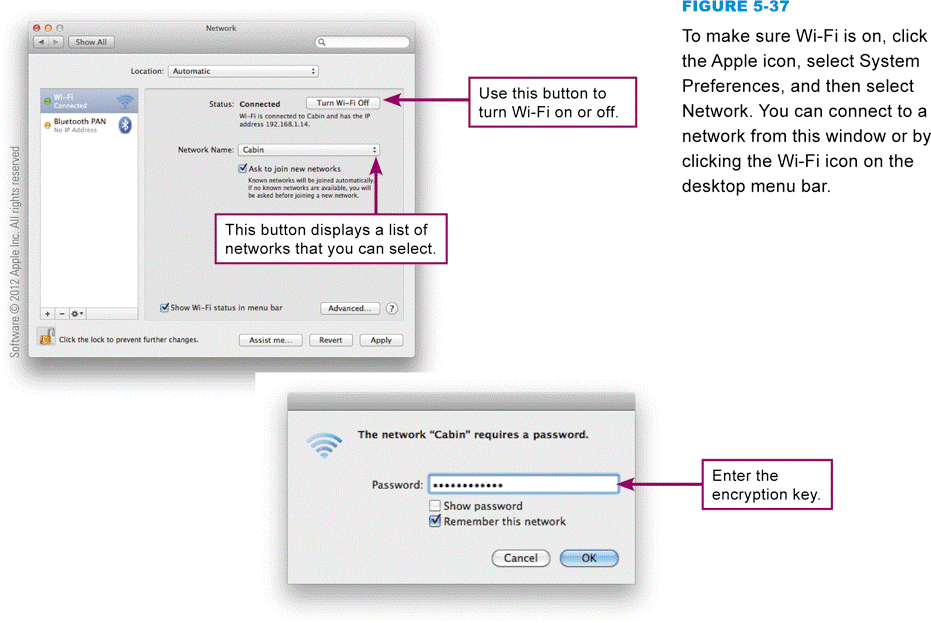 FIGURE 5-37
To make sure Wi-Fi is on, click
the Apple icon, select System
Preferences, and then select
Network. You can connect to a
network from this window or by
clicking the Wi-Fi icon on the
desktop menu bar.
Network
Show All
Location: Automatic
Wi-Fi
Connected
Bluetooth PAN
No IP Address
Status: Connected
Turn Wi-Fi Off
Wi-Fi is connected to Cabin and has the IP
address 192.168.1.14.
Use this button to
turn Wi-Fi on or off.
Network Name: Cabin
Ask to join new networks
Known networks will be joined automatically.
If no known networks are available, you will
be asked before joining a new network.
This button displays a list of
networks that you can select.
Show Wi-Fi status in menu bar
Advanced...
?
+ −
Click the lock to prevent further changes.
Assist me...
Revert
Apply
Software © 2012 Apple Inc. All rights reserved
The network “Cabin” requires a password.
Password: ••••••••••••
Show password
Remember this network
Cancel
OK
Enter the
encryption key.